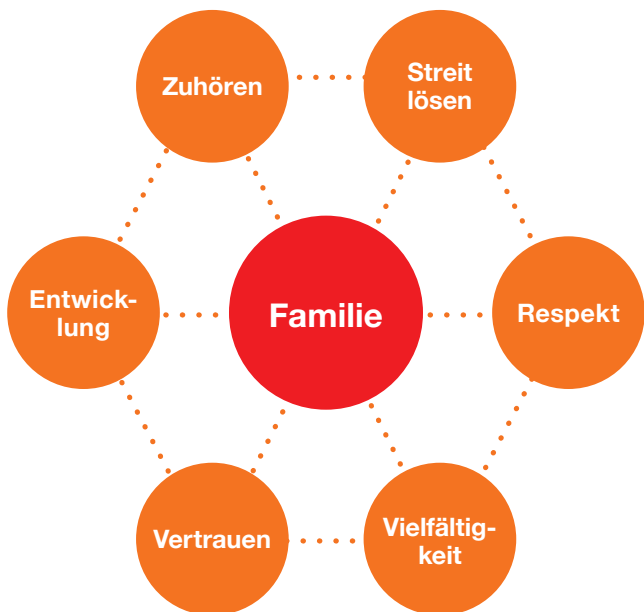 Zuhören
Streit
lösen
Entwick-
lung
Familie
Respekt
Vertrauen
Vielfältig-
keit